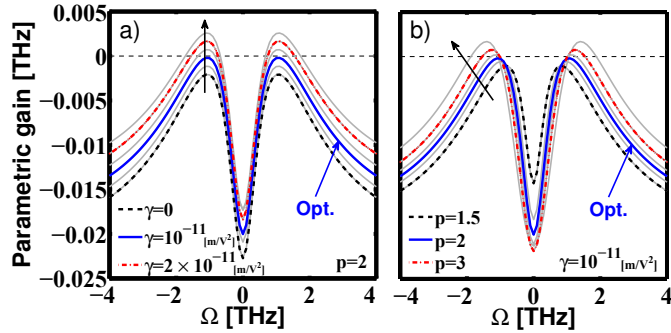 a)
b)
Parametric gain [THz]
0.005
0
−0.005
−0.01
−0.015
−0.02
−0.025
Opt.
Opt.
γ=0
γ=10⁻¹¹[m/V²]
γ=2 × 10⁻¹¹[m/V²]
p=2
p=1.5
p=2
p=3
γ=10⁻¹¹[m/V²]
−4 −2 0 2 4
−4 −2 0 2 4
Ω [THz]
Ω [THz]